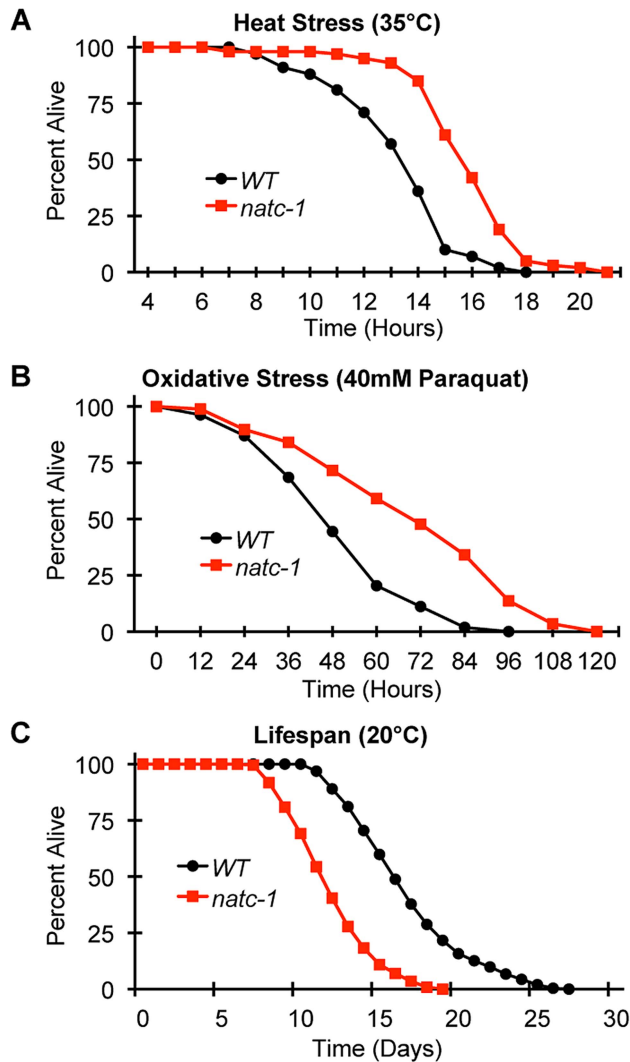 A
Heat Stress (35°C)
Percent Alive
100
75
50
25
0
WT
natc-1
4 6 8 10 12 14 16 18 20
Time (Hours)
B
Oxidative Stress (40mM Paraquat)
Percent Alive
100
75
50
25
0
WT
natc-1
0 12 24 36 48 60 72 84 96 108 120
Time (Hours)
C
Lifespan (20°C)
Percent Alive
100
75
50
25
0
WT
natc-1
0 5 10 15 20 25 30
Time (Days)